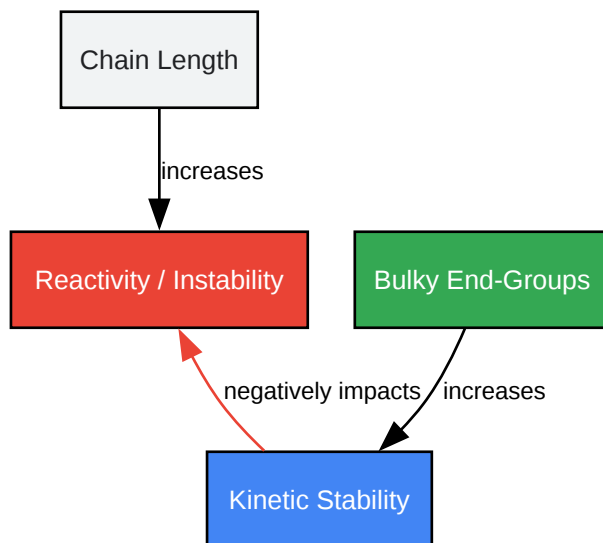 Chain Length
increases
Reactivity / Instability
Bulky End-Groups
negatively impacts
increases
Kinetic Stability